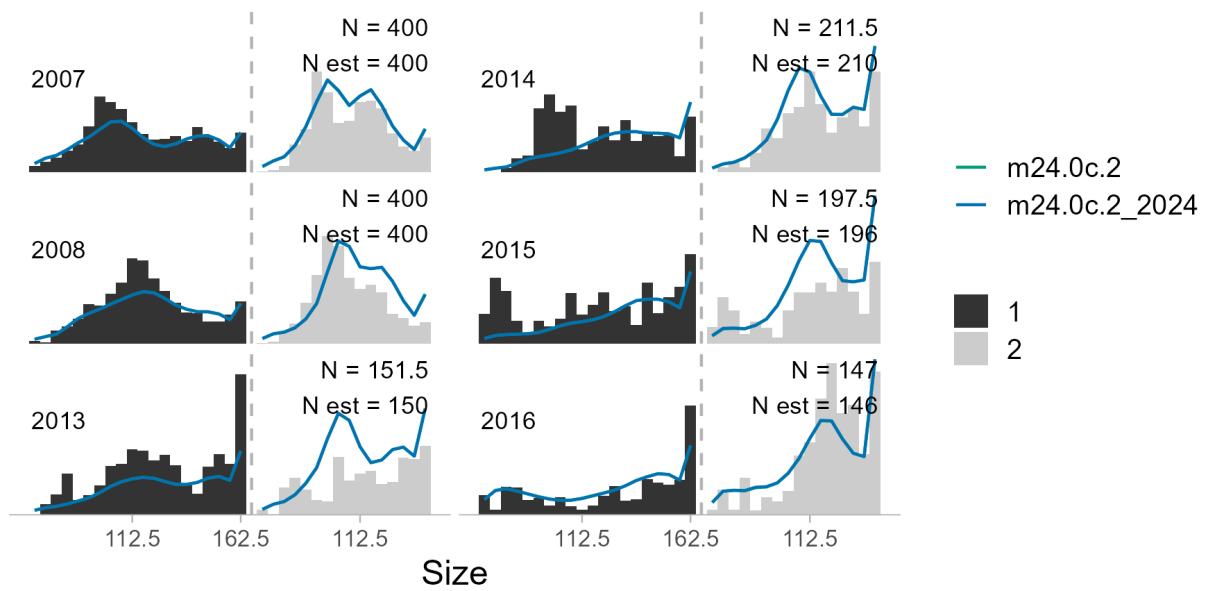 2007
N = 400
N est = 400
2014
N = 211.5
N est = 210
2008
N = 400
N est = 400
2015
N = 197.5
N est = 196
2013
N = 151.5
N est = 150
2016
N = 147
N est = 146
112.5 162.5 112.5 112.5 162.5 112.5
Size
m24.0c.2
m24.0c.2_2024
1
2